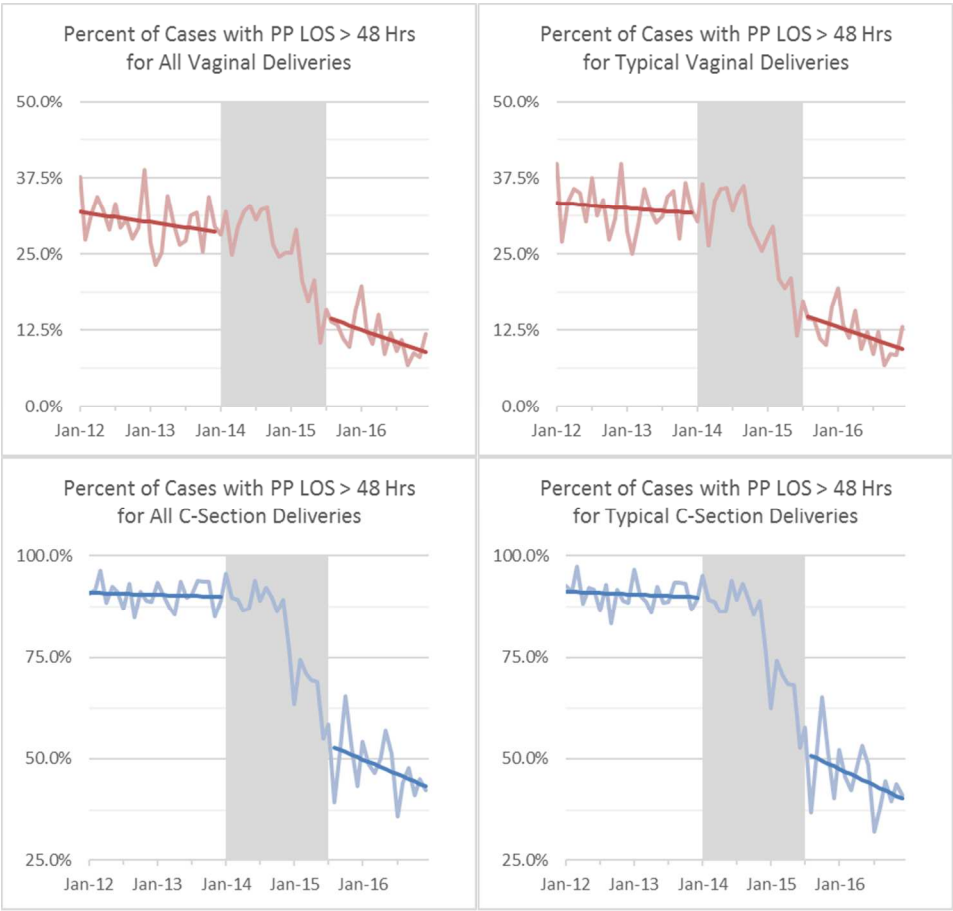 Percent of Cases with PP LOS > 48 Hrs
for All Vaginal Deliveries
50.0%
37.5%
25.0%
12.5%
0.0%
Jan-12 Jan-13 Jan-14 Jan-15 Jan-16
Percent of Cases with PP LOS > 48 Hrs
for Typical Vaginal Deliveries
50.0%
37.5%
25.0%
12.5%
0.0%
Jan-12 Jan-13 Jan-14 Jan-15 Jan-16
Percent of Cases with PP LOS > 48 Hrs
for All C-Section Deliveries
100.0%
75.0%
50.0%
25.0%
Jan-12 Jan-13 Jan-14 Jan-15 Jan-16
Percent of Cases with PP LOS > 48 Hrs
for Typical C-Section Deliveries
100.0%
75.0%
50.0%
25.0%
Jan-12 Jan-13 Jan-14 Jan-15 Jan-16